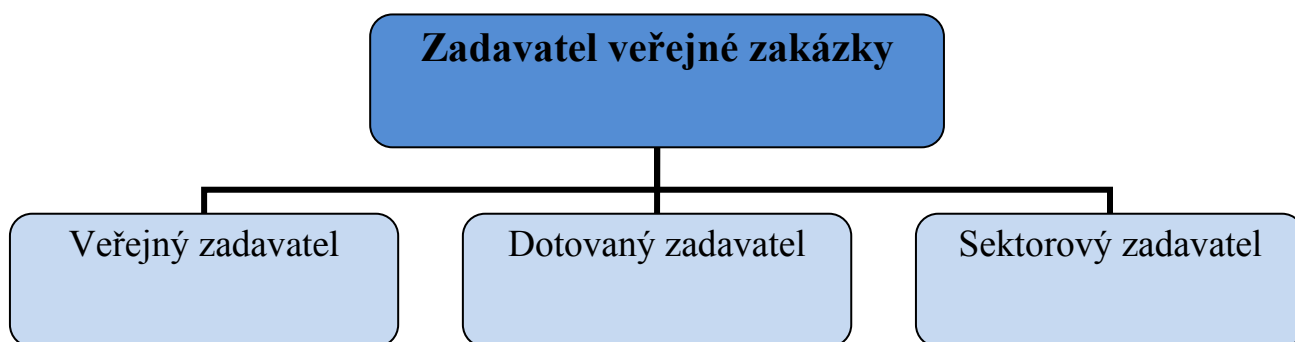 Zadavatel veřejné zakázky
Veřejný zadavatel
Dotovaný zadavatel
Sektorový zadavatel